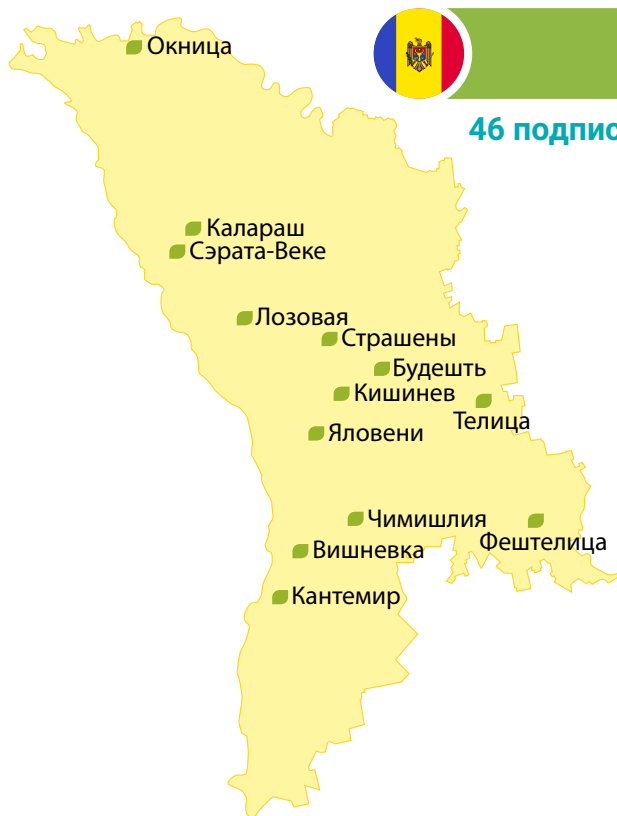 Окница
46 подпис
Калараш
Сэрата-Веке
Лозовая
Страшены
Будешть
Кишинев
Телица
Яловени
Чимишлия
Фештелица
Вишневка
Кантемир